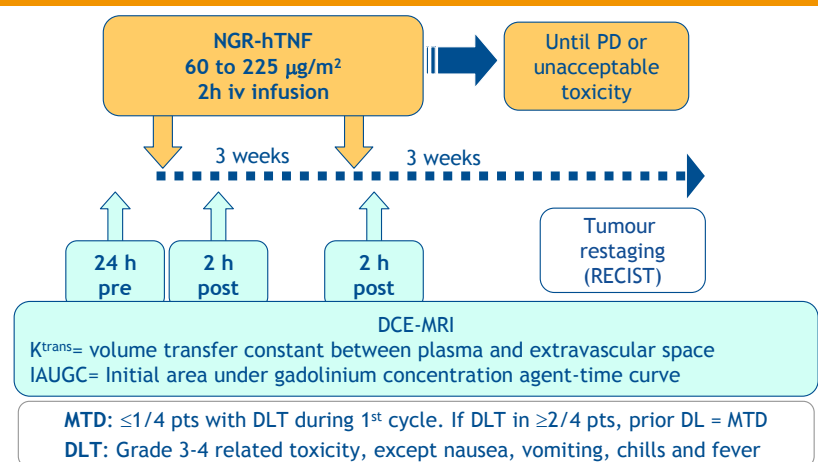 NGR-hTNF
60 to 225 µg/m²
2h iv infusion
Until PD or
unacceptable
toxicity
3 weeks
3 weeks
24 h
pre
2 h
post
2 h
post
Tumour
restaging
(RECIST)
DCE-MRI
Ktrans= volume transfer constant between plasma and extravascular space
IAUGC= Initial area under gadolinium concentration agent-time curve
MTD: ≤1/4 pts with DLT during 1st cycle. If DLT in ≥2/4 pts, prior DL = MTD
DLT: Grade 3-4 related toxicity, except nausea, vomiting, chills and fever